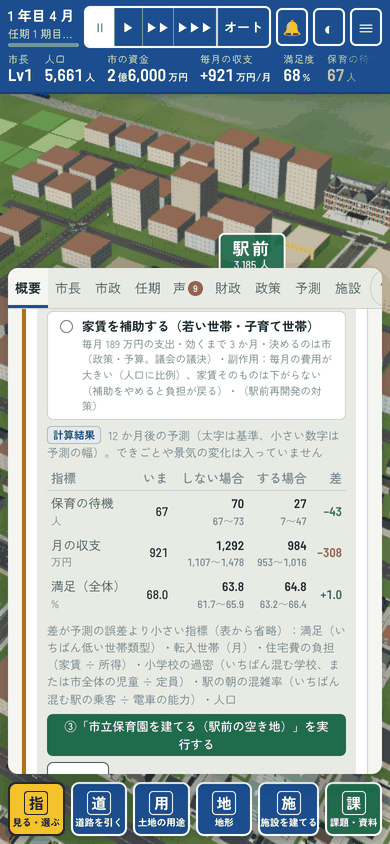 1年目 4月
任期 1 期目…
オート
市長 人口 市の資金 毎月の収支 満足度 保育の待
Lv1 5,661人 2億6,000万円 +921万円/月 68% 67人
駅前
3,185 人
概要 市長 市政 任期 声 9 財政 政策 予測 施設
家賃を補助する（若い世帯・子育て世帯）
毎月 189 万円の支出・効くまで 3 か月・決めるのは市
（政策・予算。議会の議決）・副作用：毎月の費用が
大きい（人口に比例）、家賃そのものは下がらない
（補助をやめると負担が戻る）・（駅前再開発の対
策）
計算結果 12 か月後の予測（太字は基準、小さい数字は
予測の幅）。できごとや景気の変化は入っていません
指標 いま しない場合 する場合 差
保育の待機 67 70 27 −43
人 67〜73 7〜47
月の収支 921 1,292 984 −308
万円 1,107〜1,478 953〜1,016
満足（全体） 68.0 63.8 64.8 +1.0
% 61.7〜65.9 63.2〜66.4
差が予測の誤差より小さい指標（表から省略）：満足（い
ちばん低い世帯類型）・転入世帯（月）・住宅費の負担
（家賃 ÷ 所得）・小学校の過密（いちばん混む学校、ま
たは市全体の児童 ÷ 定員）・駅の朝の混雑率（いちばん
混む駅の乗客 ÷ 電車の能力）・人口
③「市立保育園を建てる（駅前の空き地）」を実
行する
指 道 用 地 施 課
見る・選ぶ 道路を引く 土地の用途 地形 施設を建てる 課題・資料